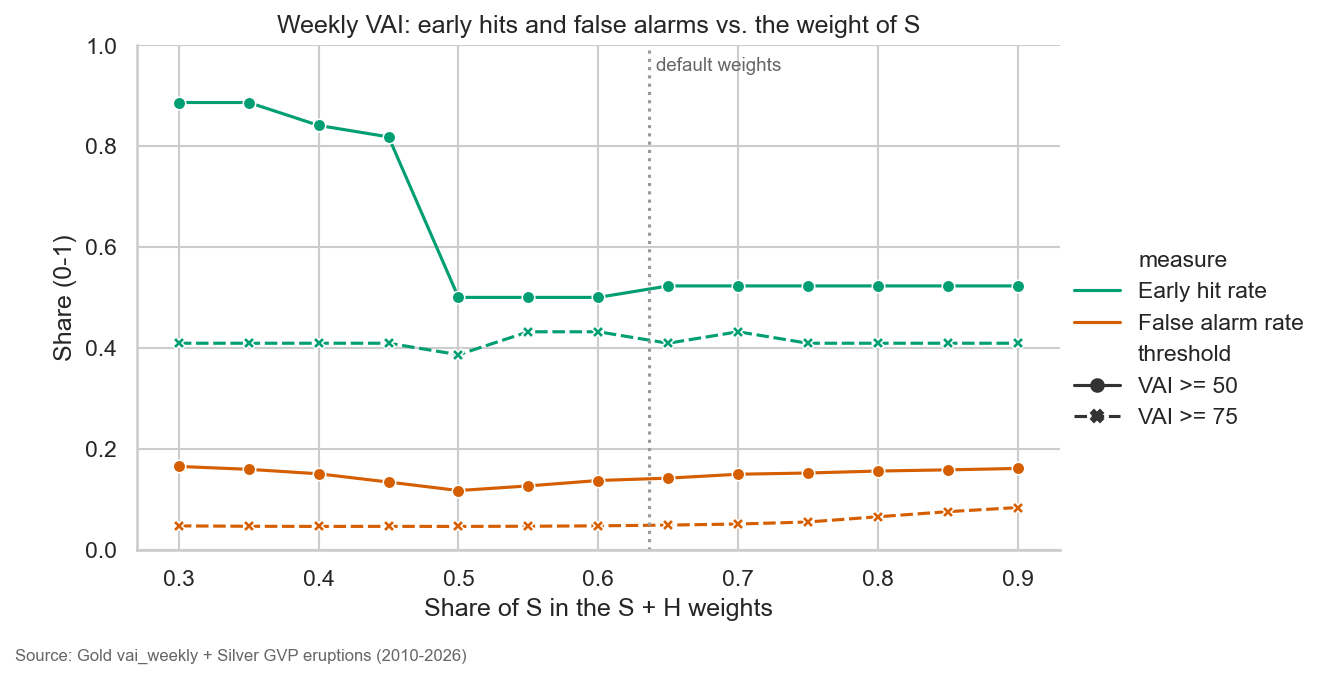 Weekly VAI: early hits and false alarms vs. the weight of S
default weights
Share (0-1)
1.0
0.8
0.6
0.4
0.2
0.0
0.3
0.4
0.5
0.6
0.7
0.8
0.9
Share of S in the S + H weights
measure
Early hit rate
False alarm rate
threshold
VAI >= 50
VAI >= 75
Source: Gold vai_weekly + Silver GVP eruptions (2010-2026)